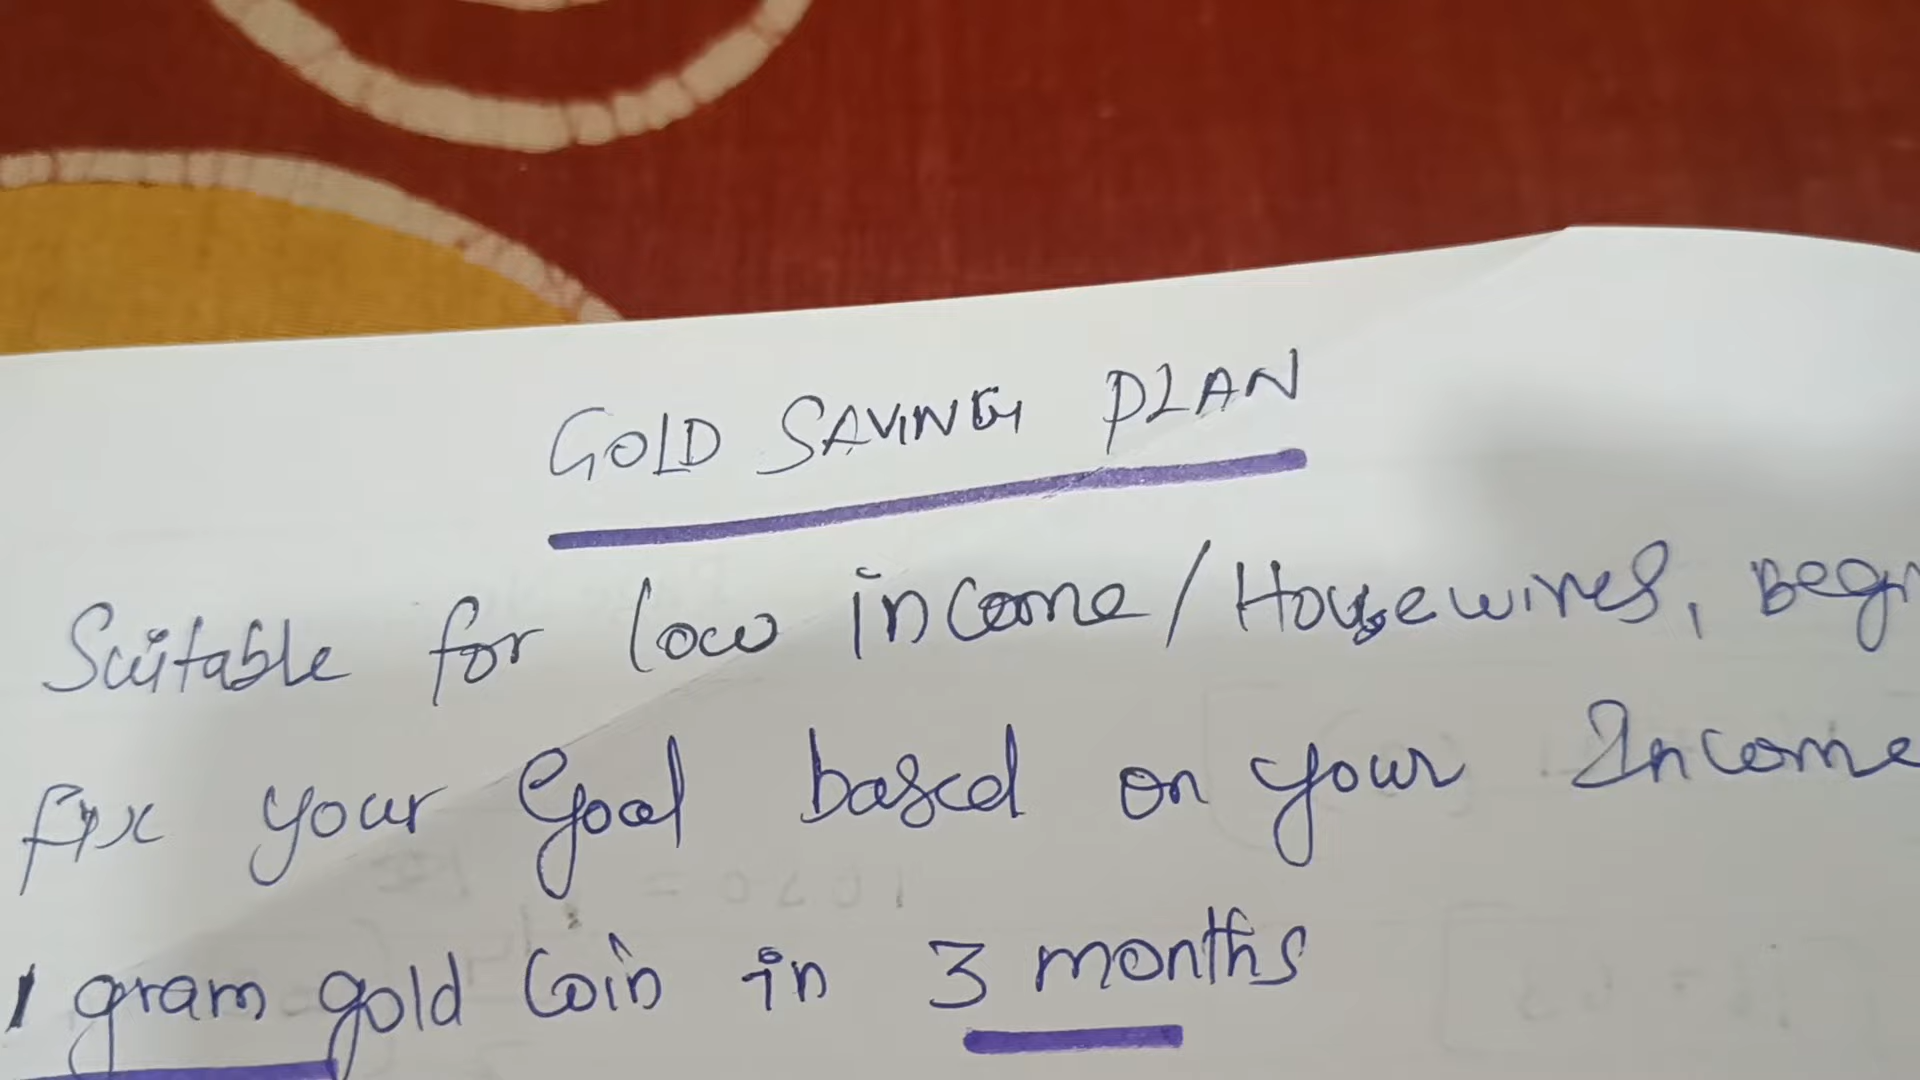 GOLD SAVING PLAN
Suitable for low income/Housewives,
fix your Goal based on your Income
1 gram gold Coin in 3 months